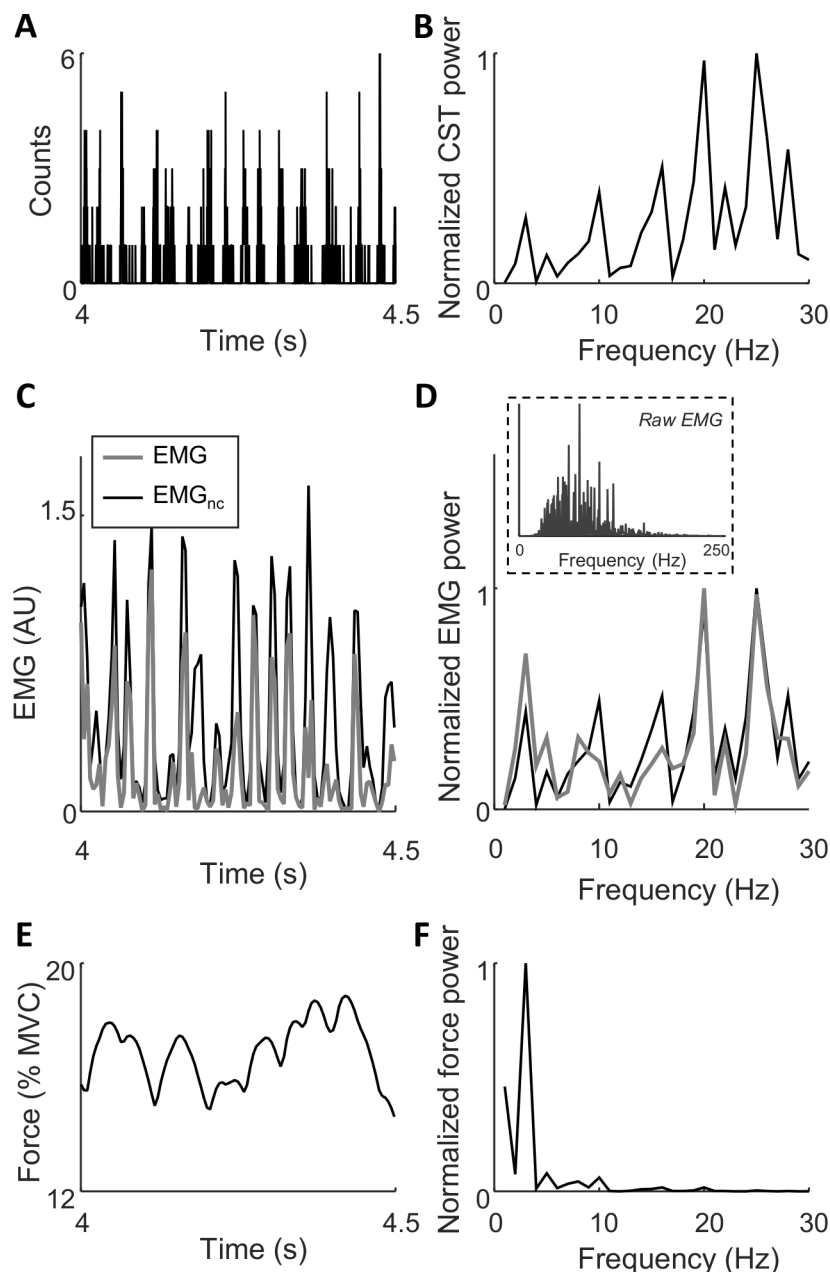 A
6
Counts
0
4
4.5
Time (s)
B
1
Normalized CST power
0
0
10
20
30
Frequency (Hz)
C
EMG
EMGnc
1.5
EMG (AU)
0
4
4.5
Time (s)
D
Raw EMG
0
250
Frequency (Hz)
1
Normalized EMG power
0
0
10
20
30
Frequency (Hz)
E
20
Force (% MVC)
12
4
4.5
Time (s)
F
1
Normalized force power
0
0
10
20
30
Frequency (Hz)